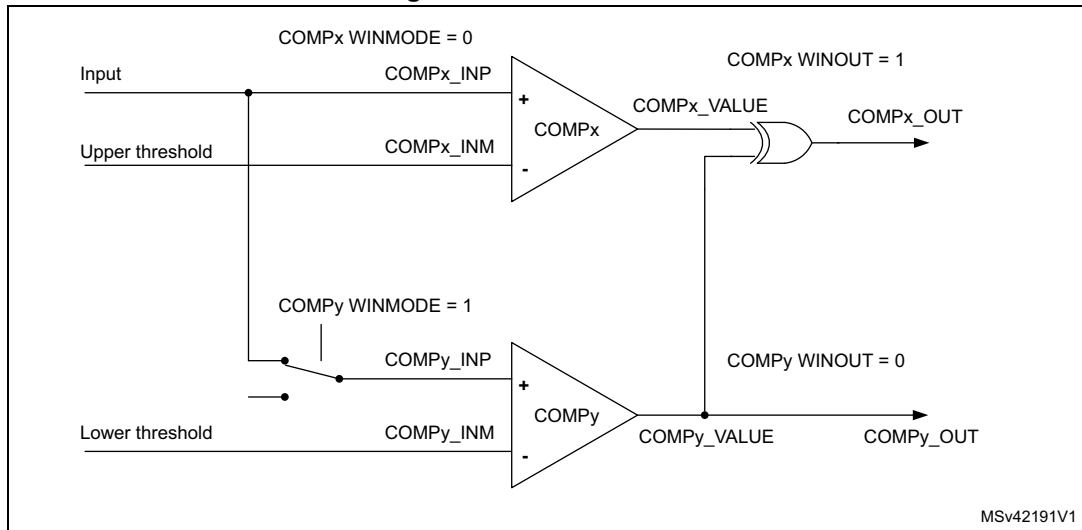 COMPx WINMODE = 0
Input
COMPx_INP
COMPx WINOUT = 1
+
COMPx
COMPx_VALUE
COMPx_OUT
Upper threshold
COMPx_INM
-
COMPy WINMODE = 1
COMPy_INP
COMPy WINOUT = 0
+
COMPy
Lower threshold
COMPy_INM
COMPy_VALUE
COMPy_OUT
-
MSv42191V1